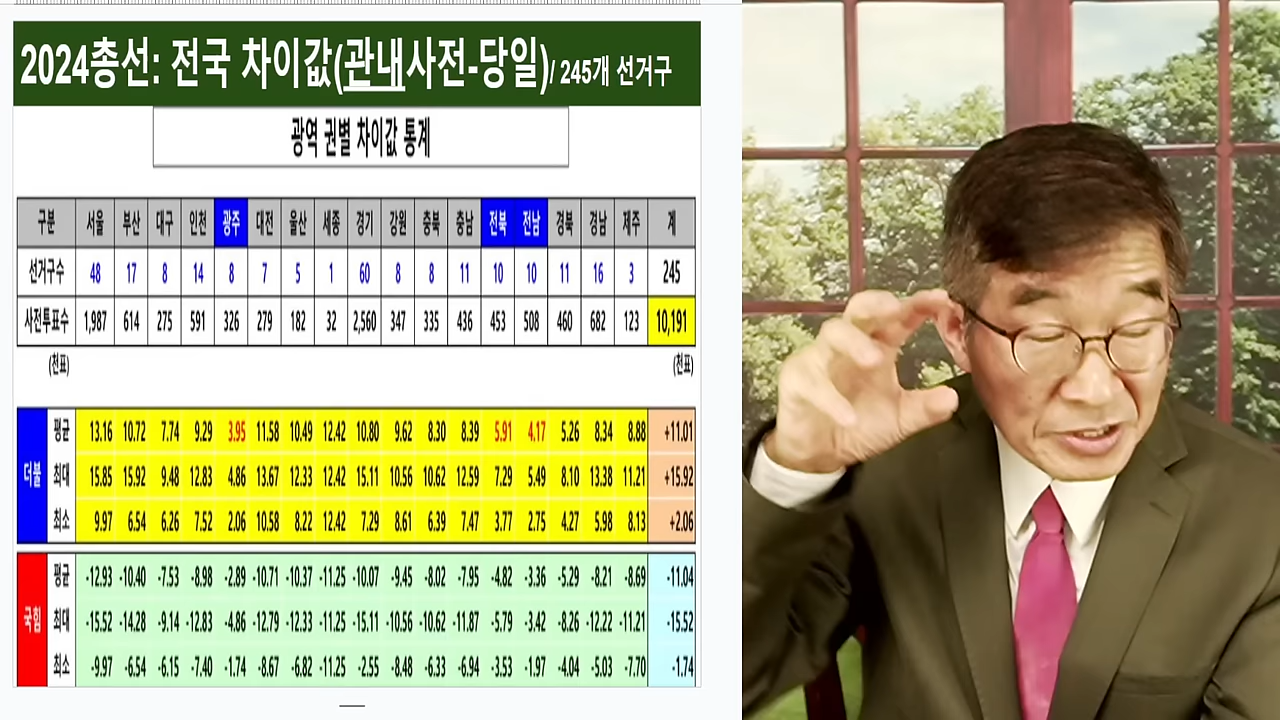 2024총선: 전국 차이값(관내사전-당일)/ 245개 선거구
광역 권별 차이값 통계
구분 서울 부산 대구 인천 광주 대전 울산 세종 경기 강원 충북 충남 전북 전남 경북 경남 제주 계
선거구수 48 17 8 14 8 7 5 1 60 8 8 11 10 10 11 16 3 245
사전투표수 1,987 614 275 591 326 279 182 32 2,560 347 335 436 453 508 460 682 123 10,191
(천표) (천표)
더불
평균 13.16 10.72 7.74 9.29 3.95 11.58 10.49 12.42 10.80 9.62 8.30 8.39 5.91 4.17 5.26 8.34 8.88 +11.01
최대 15.85 15.92 9.48 12.83 4.86 13.67 12.33 12.42 15.11 10.56 10.62 12.59 7.29 5.49 8.10 13.38 11.21 +15.92
최소 9.97 6.54 6.26 7.52 2.06 10.58 8.22 12.42 7.29 8.61 6.39 7.47 3.77 2.75 4.27 5.98 8.13 +2.06
국힘
평균 -12.93 -10.40 -7.53 -8.98 -2.89 -10.71 -10.37 -11.25 -10.07 -9.45 -8.02 -7.95 -4.82 -3.36 -5.29 -8.21 -8.69 -11.04
최대 -15.52 -14.28 -9.14 -12.83 -4.86 -12.79 -12.33 -11.25 -15.11 -10.56 -10.62 -11.87 -5.79 -3.42 -8.26 -12.22 -11.21 -15.52
최소 -9.97 -6.54 -6.15 -7.40 -1.74 -8.67 -6.82 -11.25 -2.55 -8.48 -6.33 -6.94 -3.53 -1.97 -4.04 -5.03 -7.70 -1.74